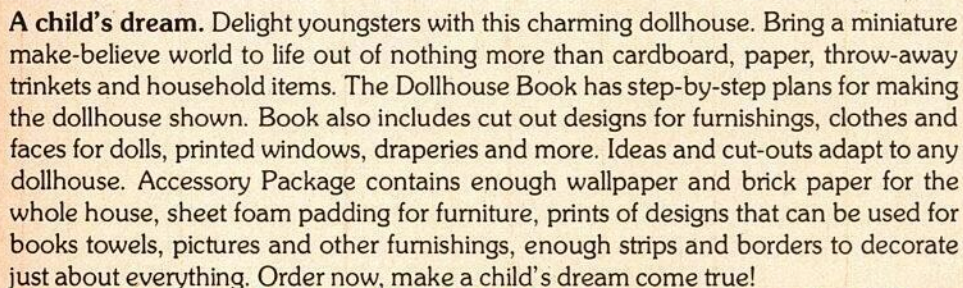 A child's dream. Delight youngsters with this charming dollhouse. Bring a miniature
make-believe world to life out of nothing more than cardboard, paper, throw-away
trinkets and household items. The Dollhouse Book has step-by-step plans for making
the dollhouse shown. Book also includes cut out designs for furnishings, clothes and
faces for dolls, printed windows, draperies and more. Ideas and cut-outs adapt to any
dollhouse. Accessory Package contains enough wallpaper and brick paper for the
whole house, sheet foam padding for furniture, prints of designs that can be used for
books towels, pictures and other furnishings, enough strips and borders to decorate
just about everything. Order now, make a child's dream come true!